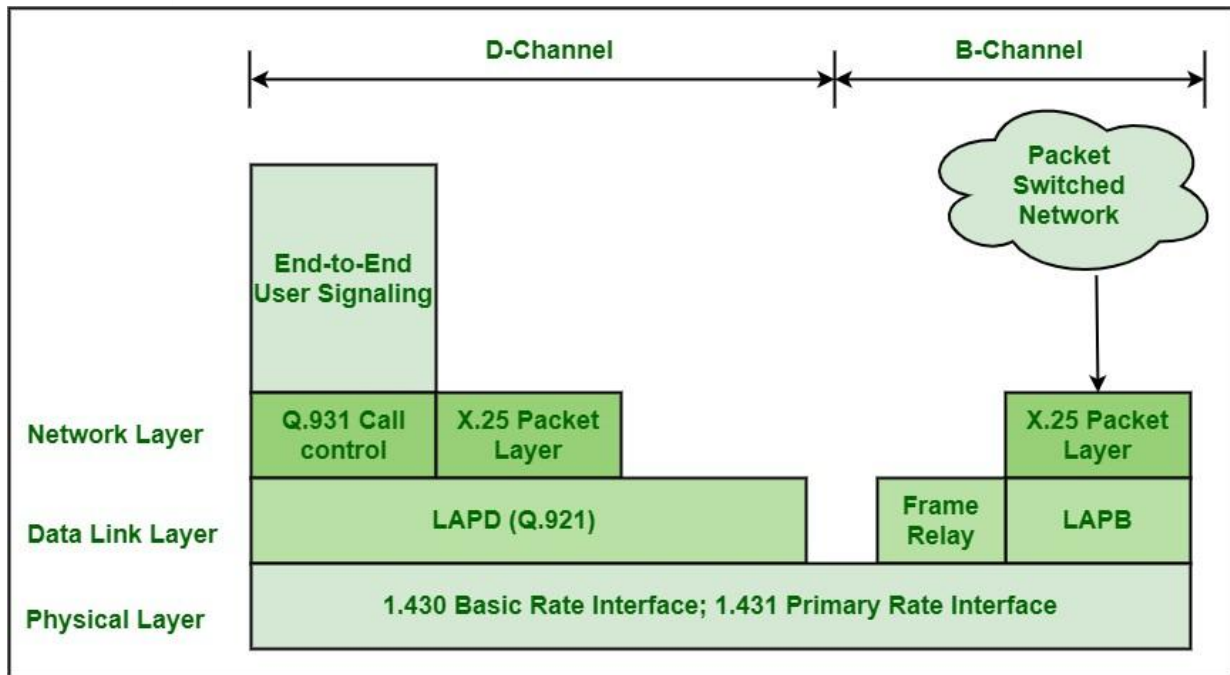 D-Channel
B-Channel
Packet
Switched
Network
End-to-End
User Signaling
Network Layer
Q.931 Call
control
X.25 Packet
Layer
X.25 Packet
Layer
Data Link Layer
LAPD (Q.921)
Frame
Relay
LAPB
Physical Layer
1.430 Basic Rate Interface; 1.431 Primary Rate Interface